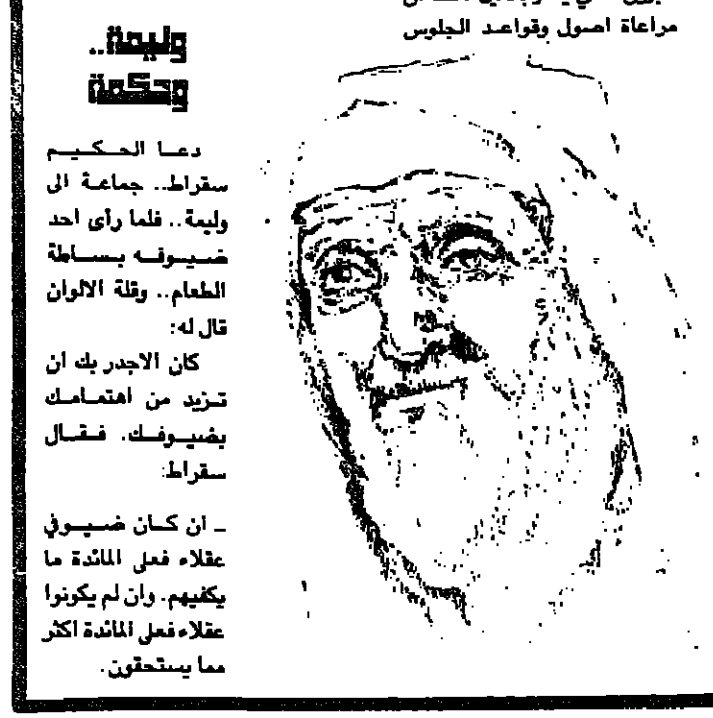 مراعاة اصول وقواعد الجلوس
وليمة..
وحكمة
دعا الحكيم
سقراط.. جماعة الى
وليمة.. فلما رأى احد
ضيوفه بساطة
الطعام.. وقلة الالوان
قال له:
كان الاجدر بك ان
تزيد من اهتمامك
بضيوفك. فقال
سقراط:
ـ ان كان ضيوفي
عقلاء فعلى المائدة ما
يكفيهم. وان لم يكونوا
عقلاء فعلى المائدة اكثر
مما يستحقون.